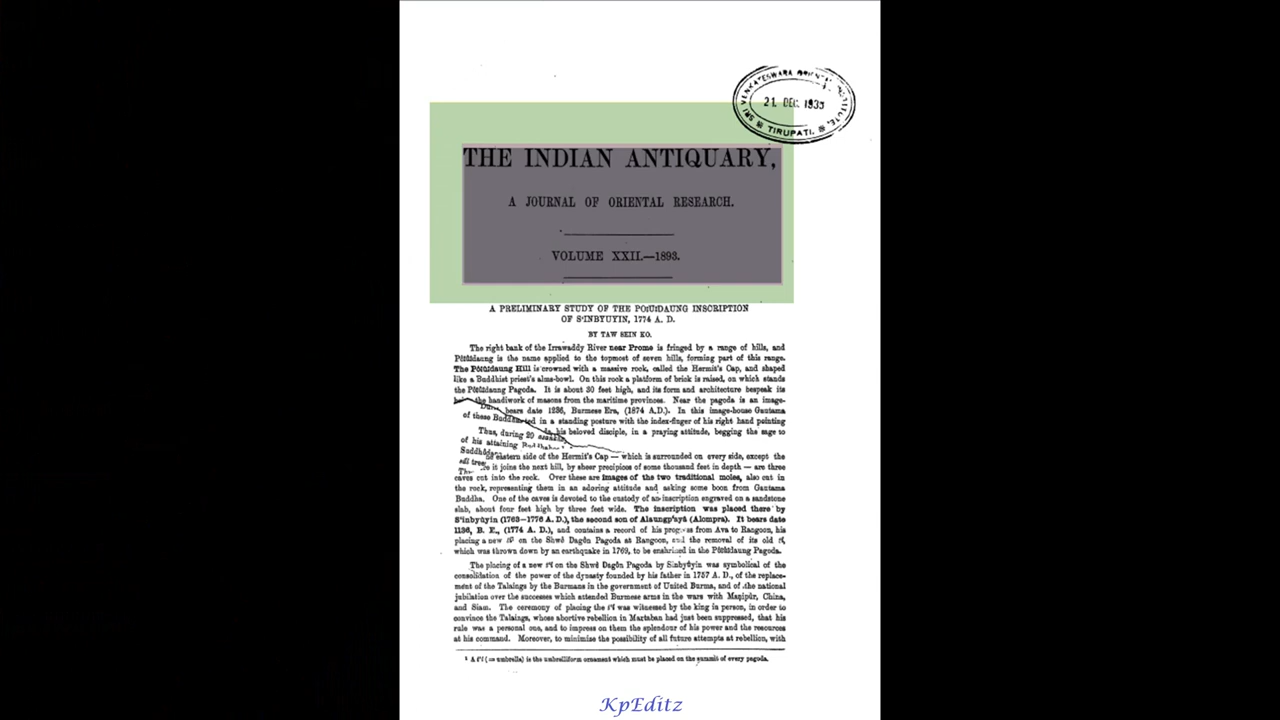 SRI VENKATESWARA ORIENTAL INSTITUTE,
21. DEC. 1933
TIRUPATI.
THE INDIAN ANTIQUARY,
A JOURNAL OF ORIENTAL RESEARCH.
VOLUME XXII.—1893.
A PRELIMINARY STUDY OF THE PO:U:DAUNG INSCRIPTION
OF S'INBYUYIN, 1774 A. D.
BY TAW SEIN KO.
The right bank of the Irrawaddy River near Prome is fringed by a range of hills, and
is the name applied to the topmost of seven hills, forming part of this range.
The Hill is crowned with a massive rock, called the Hermit's Cap, and shaped
like a Buddhist priest's alms-bowl. On this rock a platform of brick is raised, on which stands
the Pagoda. It is about 30 feet high, and its form and architecture bespeak its
the handiwork of masons from the maritime provinces. Near the pagoda is an image-
bears date 1236, Burmese Era, (1874 A.D.). In this image-house Gautama
of these in a standing posture with the index-finger of his right hand pointing
Thus, during 20
his beloved disciple, in a praying attitude, begging the sage to
of his attaining
eastern side of the Hermit's Cap — which is surrounded on every side, except the
it joins the next hill, by sheer precipices of some thousand feet in depth — are three
caves cut into the rock. Over these are images of the two traditional moles, also cut in
the rock, representing them in an adoring attitude and asking some boon from Gautama
Buddha. One of the caves is devoted to the custody of an inscription engraved on a sandstone
slab, about four feet high by three feet wide. The inscription was placed there by
S'inbyûyin (1763–1776 A. D.), the second son of Alaungp'ayâ (Alompra). It bears date
1136, B. E., (1774 A. D.), and contains a record of his progress from Ava to Rangoon, his
placing a new on the Shwê Dagôn Pagoda at Rangoon, and the removal of its old
which was thrown down by an earthquake in 1769, to be enshrined in the Pagoda.
The placing of a new t'î on the Shwê Dagôn Pagoda by S'inbyûyin was symbolical of the
consolidation of the power of the dynasty founded by his father in 1757 A. D., of the replace-
ment of the Talaings by the Burmans in the government of United Burma, and of the national
jubilation over the successes which attended Burmese arms in the wars with Maṇipûr, China,
and Siam. The ceremony of placing the t'î was witnessed by the king in person, in order to
convince the Talaings, whose abortive rebellion in Martaban had just been suppressed, that his
rule was a personal one, and to impress on them the splendour of his power and the resources
at his command. Moreover, to minimize the possibility of all future attempts at rebellion, with
¹ A t'î (= umbrella) is the umbrelliform ornament which must be placed on the summit of every pagoda.
KpEditz